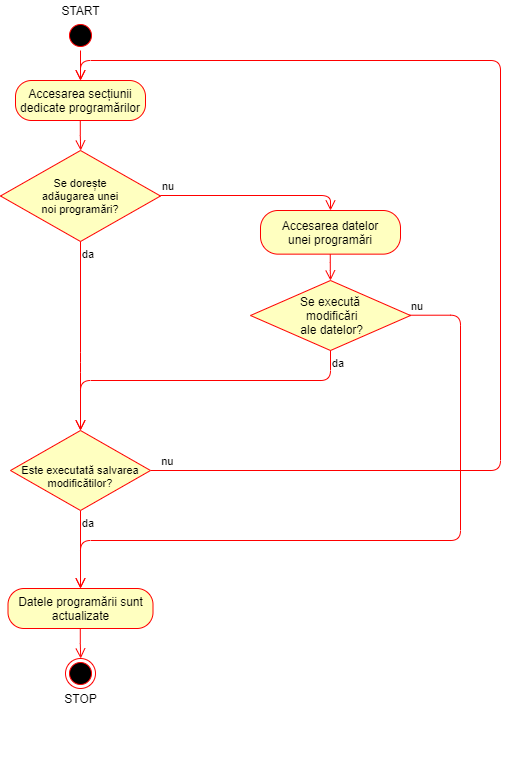 START
Accesarea secțiunii
dedicate programărilor
Se dorește
adăugarea unei
noi programări?
nu
da
Accesarea datelor
unei programări
Se execută
modificări
ale datelor?
nu
da
Este executată salvarea
modificătilor?
nu
da
Datele programării sunt
actualizate
STOP